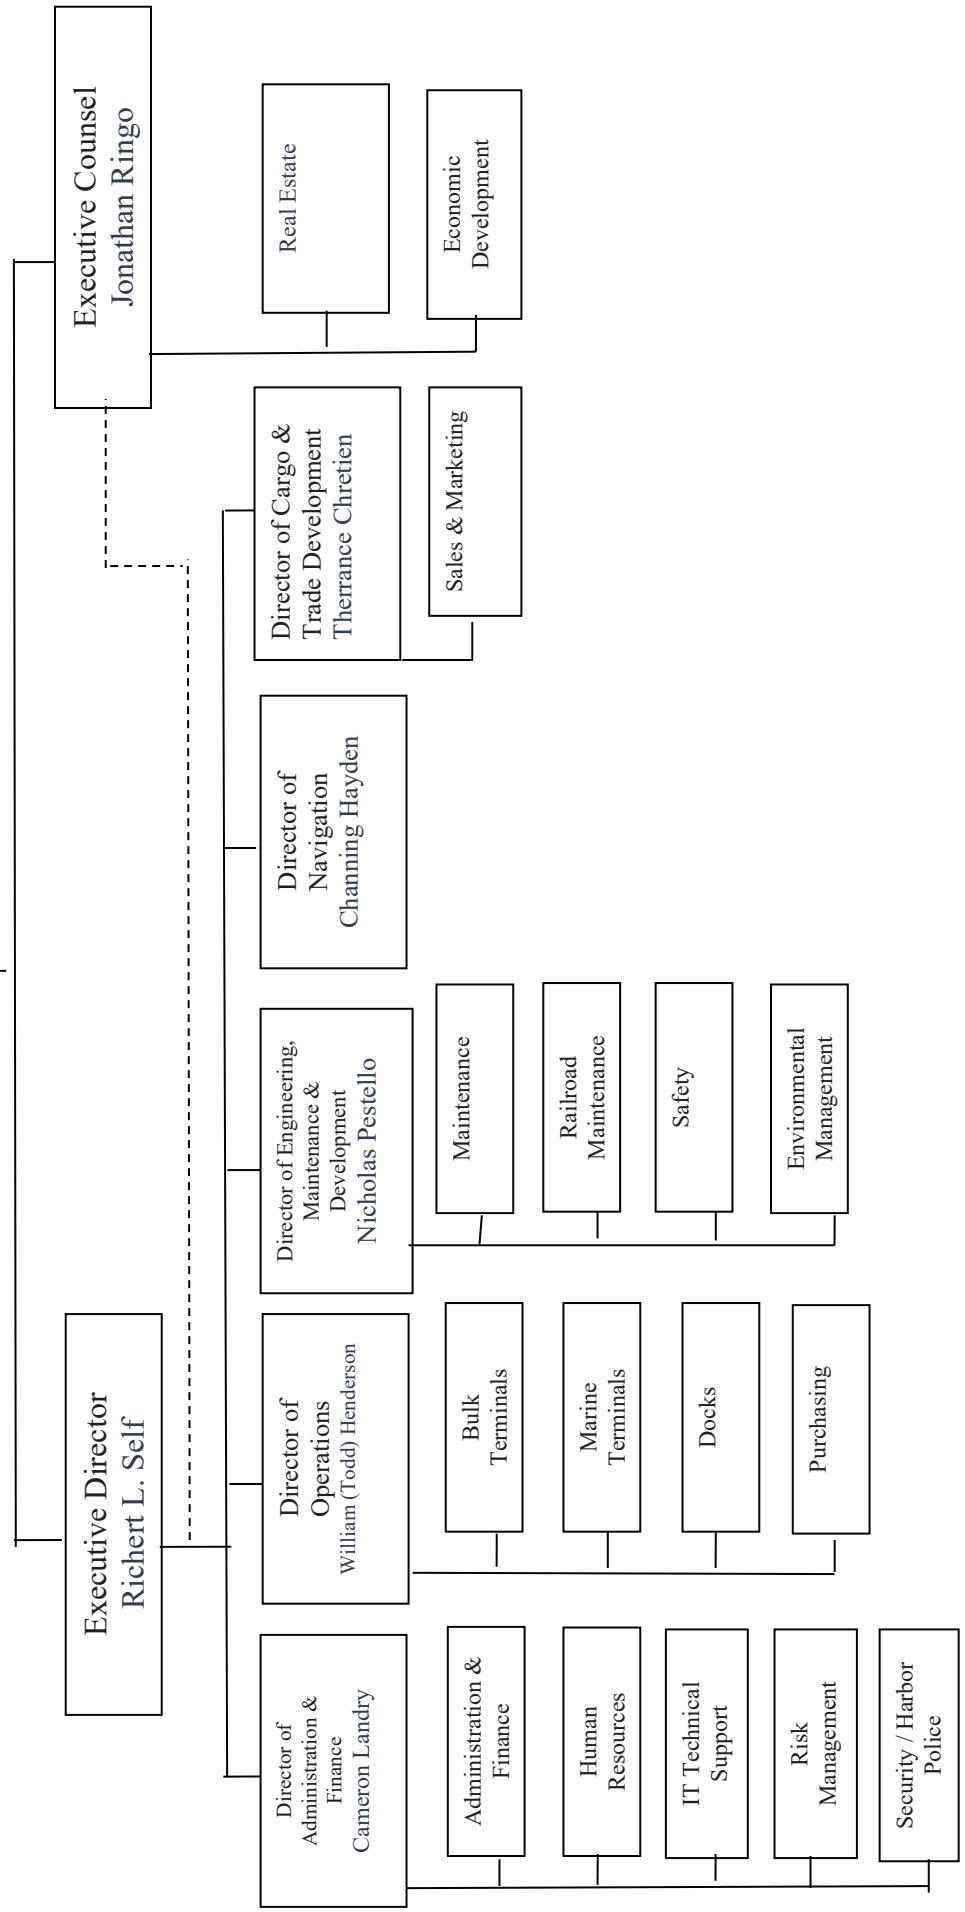 Executive Director
Richert L. Self
Executive Counsel
Jonathan Ringo
Director of
Administration &
Finance
Cameron Landry
Administration &
Finance
Human
Resources
IT Technical
Support
Risk
Management
Security / Harbor
Police
Director of
Operations
William (Todd) Henderson
Bulk
Terminals
Marine
Terminals
Docks
Purchasing
Director of Engineering,
Maintenance &
Development
Nicholas Pestello
Maintenance
Railroad
Maintenance
Safety
Environmental
Management
Director of
Navigation
Channing Hayden
Director of Cargo &
Trade Development
Therrance Chretien
Sales & Marketing
Real Estate
Economic
Development